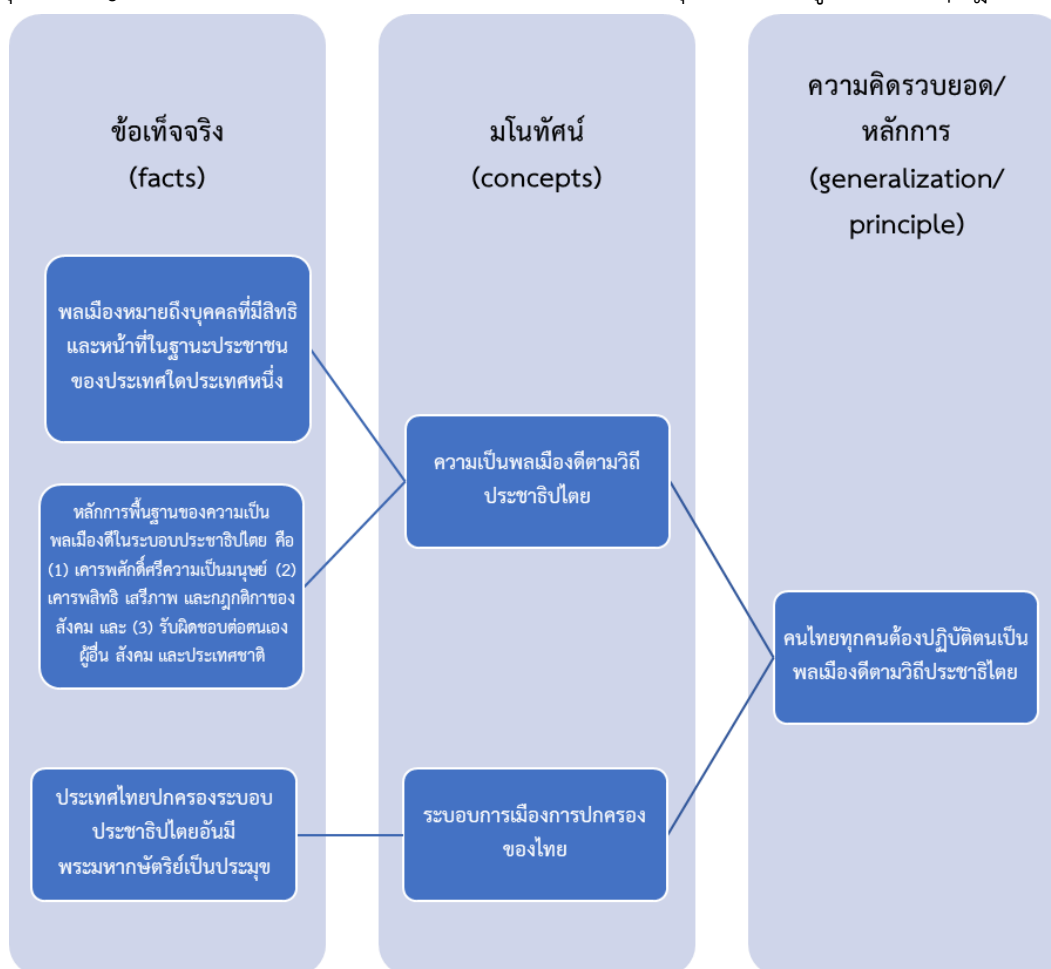 ข้อเท็จจริง
(facts)
พลเมืองหมายถึงบุคคลที่มีสิทธิ
และหน้าที่ในฐานะประชาชน
ของประเทศใดประเทศหนึ่ง
หลักการพื้นฐานของความเป็น
พลเมืองดีในระบอบประชาธิปไตย คือ
(1) เคารพศักดิ์ศรีความเป็นมนุษย์ (2)
เคารพสิทธิ เสรีภาพ และกฎกติกาของ
สังคม และ (3) รับผิดชอบต่อตนเอง
ผู้อื่น สังคม และประเทศชาติ
ประเทศไทยปกครองระบอบ
ประชาธิปไตยอันมี
พระมหากษัตริย์เป็นประมุข
มโนทัศน์
(concepts)
ความเป็นพลเมืองดีตามวิถี
ประชาธิปไตย
ระบอบการเมืองการปกครอง
ของไทย
ความคิดรวบยอด/
หลักการ
(generalization/
principle)
คนไทยทุกคนต้องปฏิบัติตนเป็น
พลเมืองดีตามวิถีประชาธิไตย